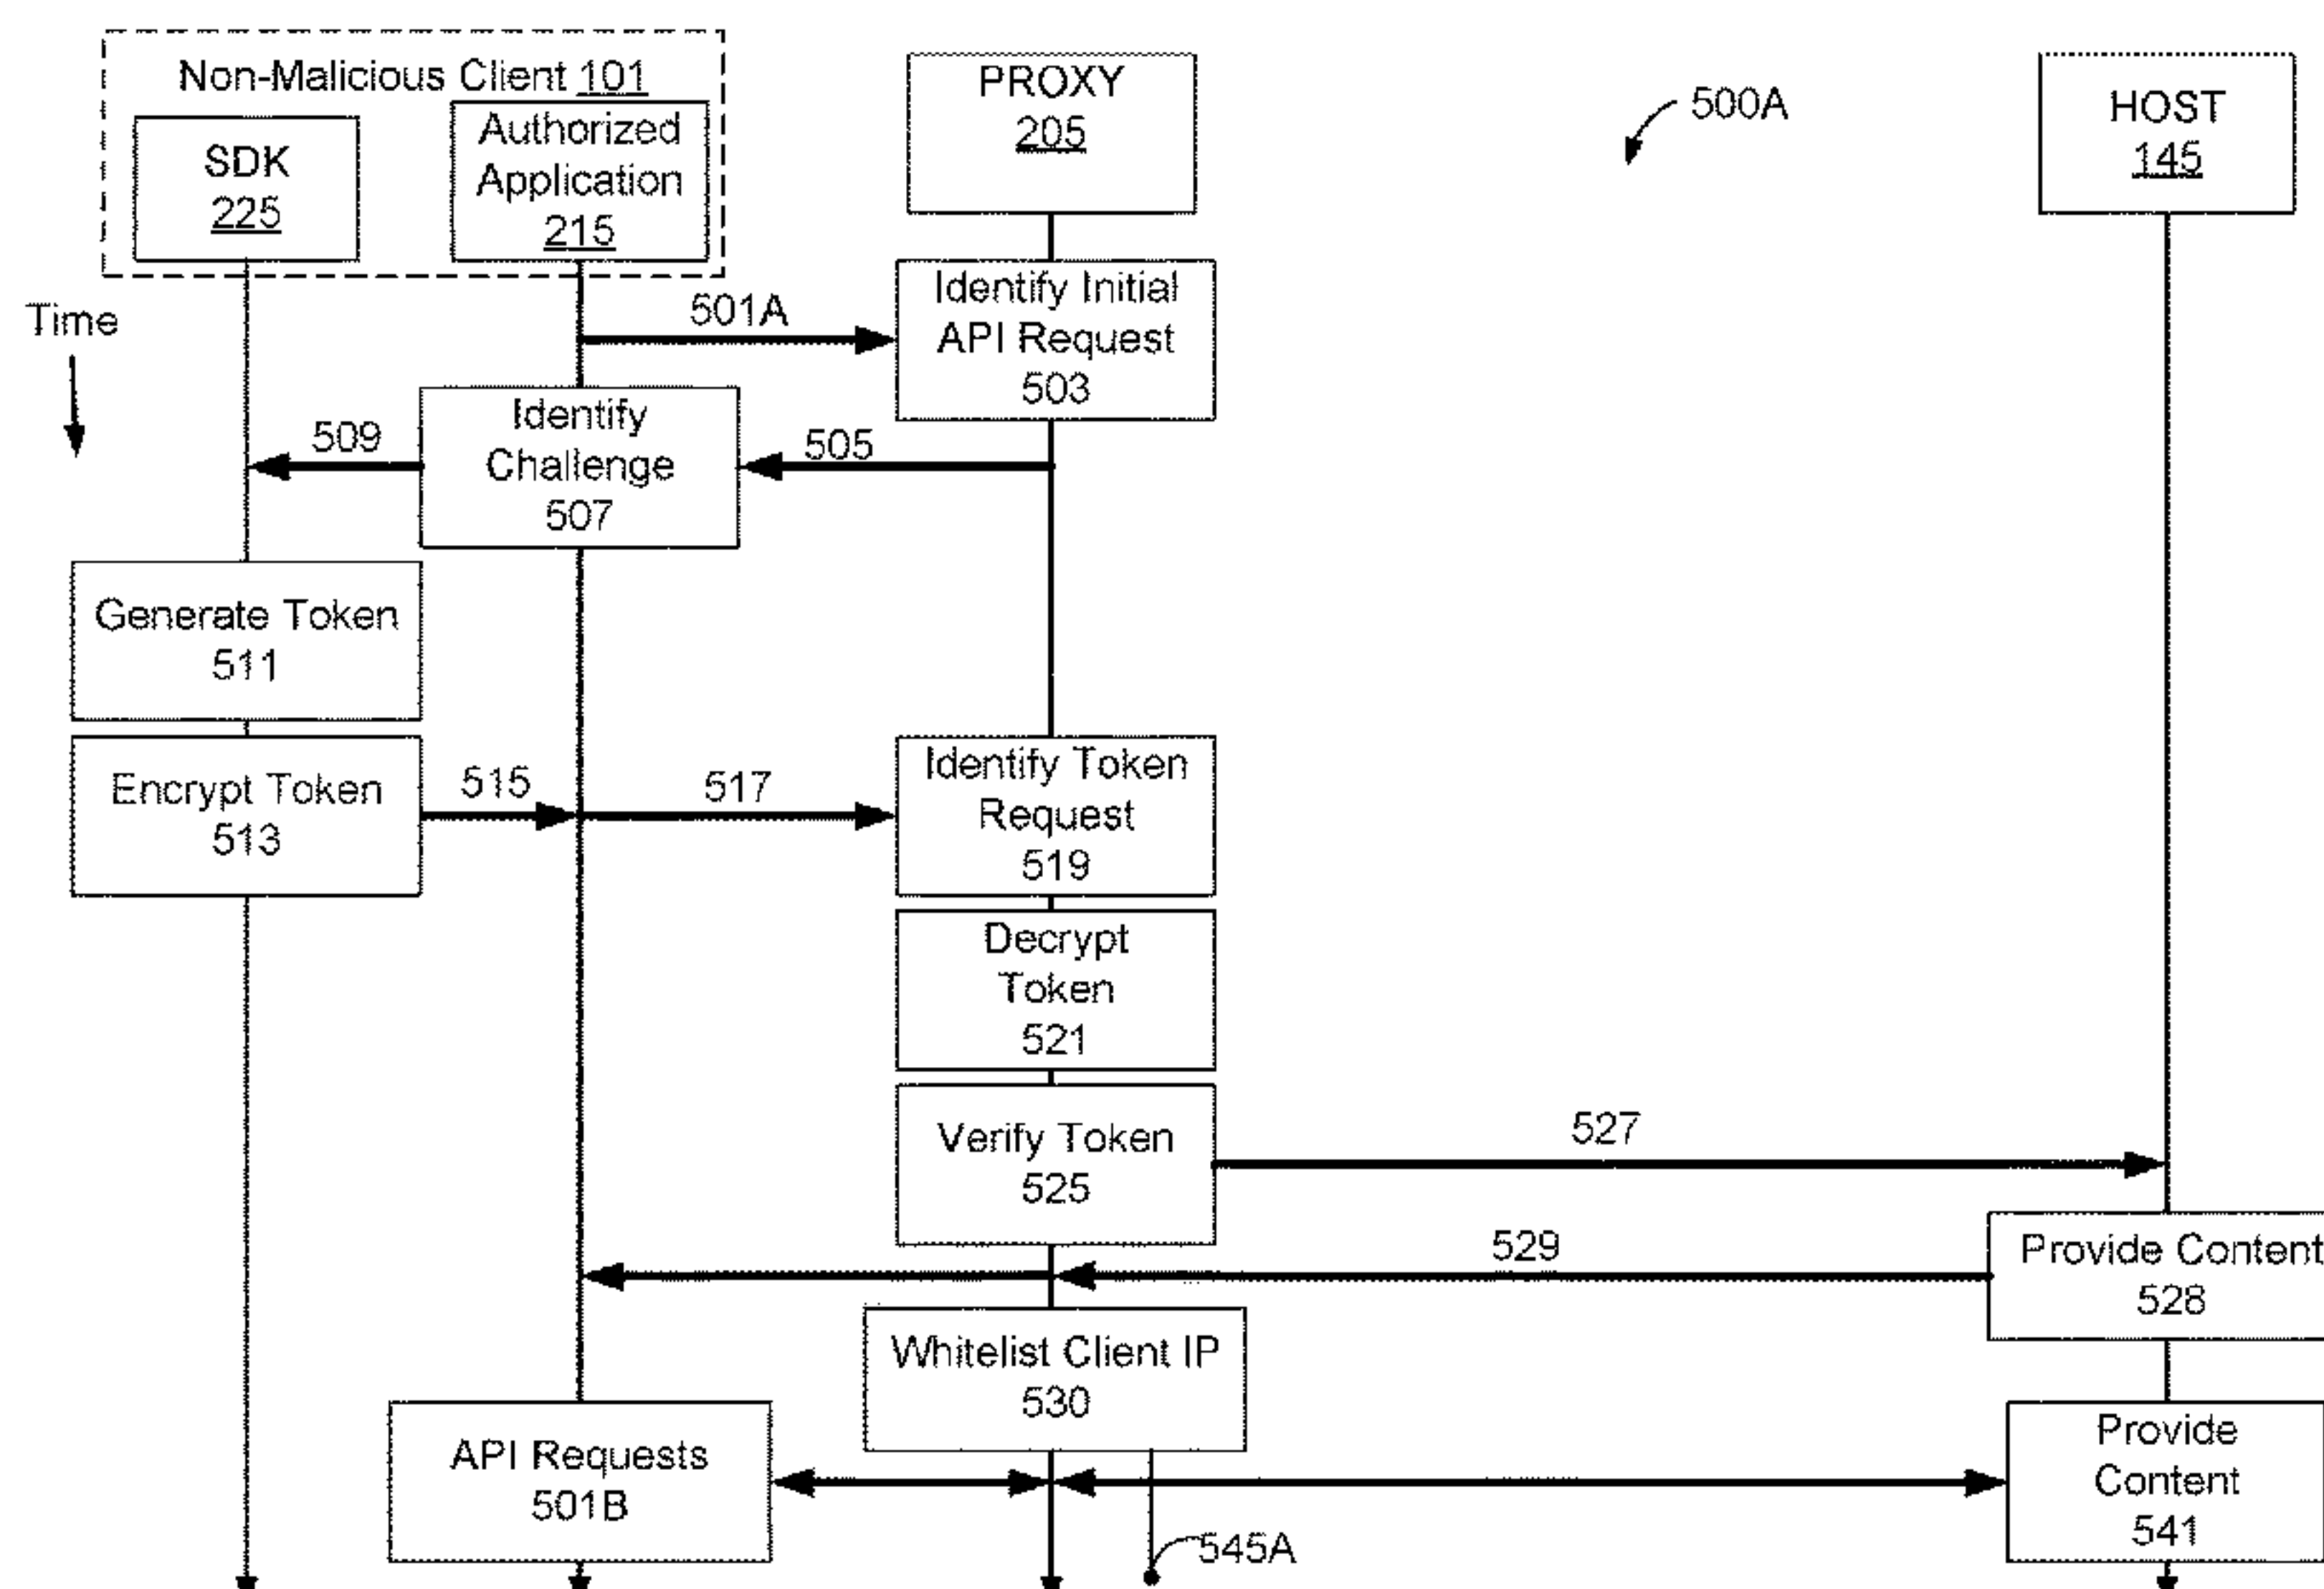 Non-Malicious Client 101
SDK
225
Authorized
Application
215
PROXY
205
500A
HOST
145
Time
501A
Identify Initial
API Request
503
509
Identify
Challenge
507
505
Generate Token
511
Encrypt Token
513
515
517
Identify Token
Request
519
Decrypt
Token
521
Verify Token
525
527
529
Provide Content
528
Whitelist Client IP
530
API Requests
501B
Provide
Content
541
545A